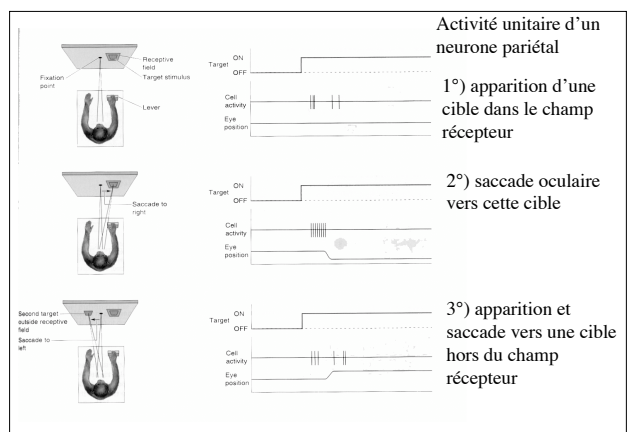 Activité unitaire d'un
neurone pariétal
Receptive
field
Fixation
point
Target stimulus
Lever
ON
Target
OFF
Cell
activity
Eye
position
1°) apparition d'une
cible dans le champ
récepteur
Saccade to
right
ON
Target
OFF
Cell
activity
Eye
position
2°) saccade oculaire
vers cette cible
Second target
outside receptive
field
Saccade to
left
ON
Target
OFF
Cell
activity
Eye
position
3°) apparition et
saccade vers une cible
hors du champ
récepteur